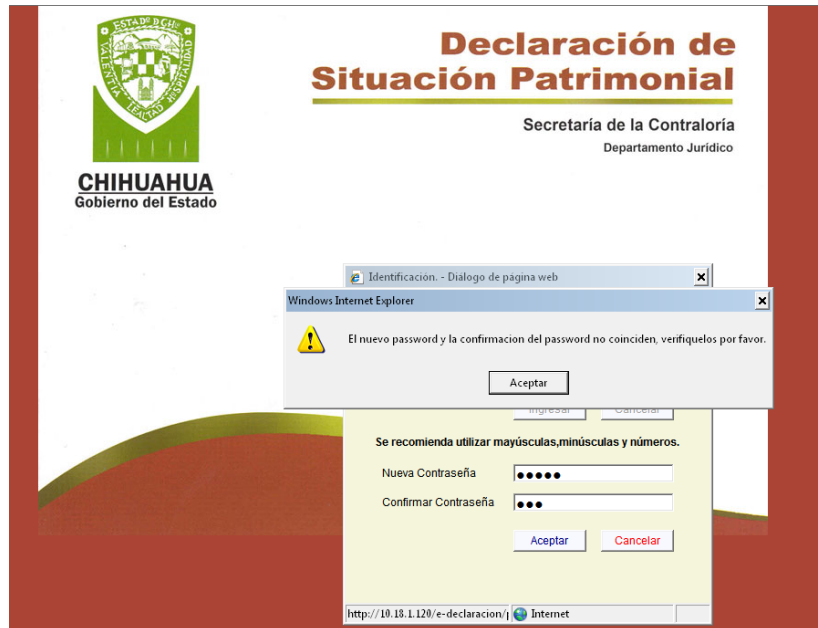 ESTADO D CHIH
VALENTIA LEALTAD HOSPITALIDAD
Declaración de
Situación Patrimonial
Secretaría de la Contraloría
Departamento Jurídico
CHIHUAHUA
Gobierno del Estado
Identificación. - Diálogo de página web
Windows Internet Explorer
El nuevo password y la confirmacion del password no coinciden, verifiquelos por favor.
Aceptar
Ingresar Cancelar
Se recomienda utilizar mayúsculas,minúsculas y números.
Nueva Contraseña
Confirmar Contraseña
Aceptar Cancelar
http://10.18.1.120/e-declaracion/ Internet